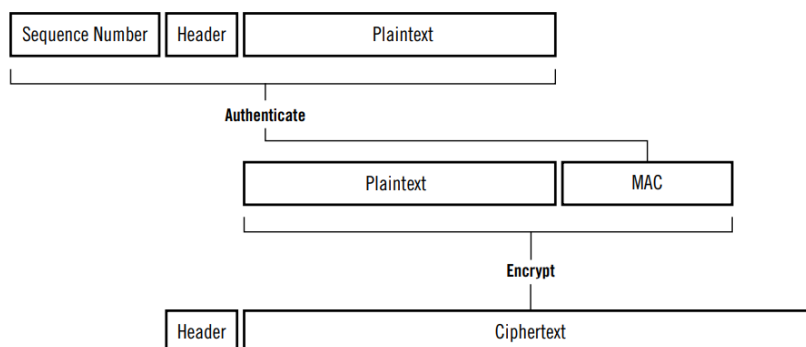 Sequence Number Header Plaintext
Authenticate
Plaintext MAC
Encrypt
Header Ciphertext